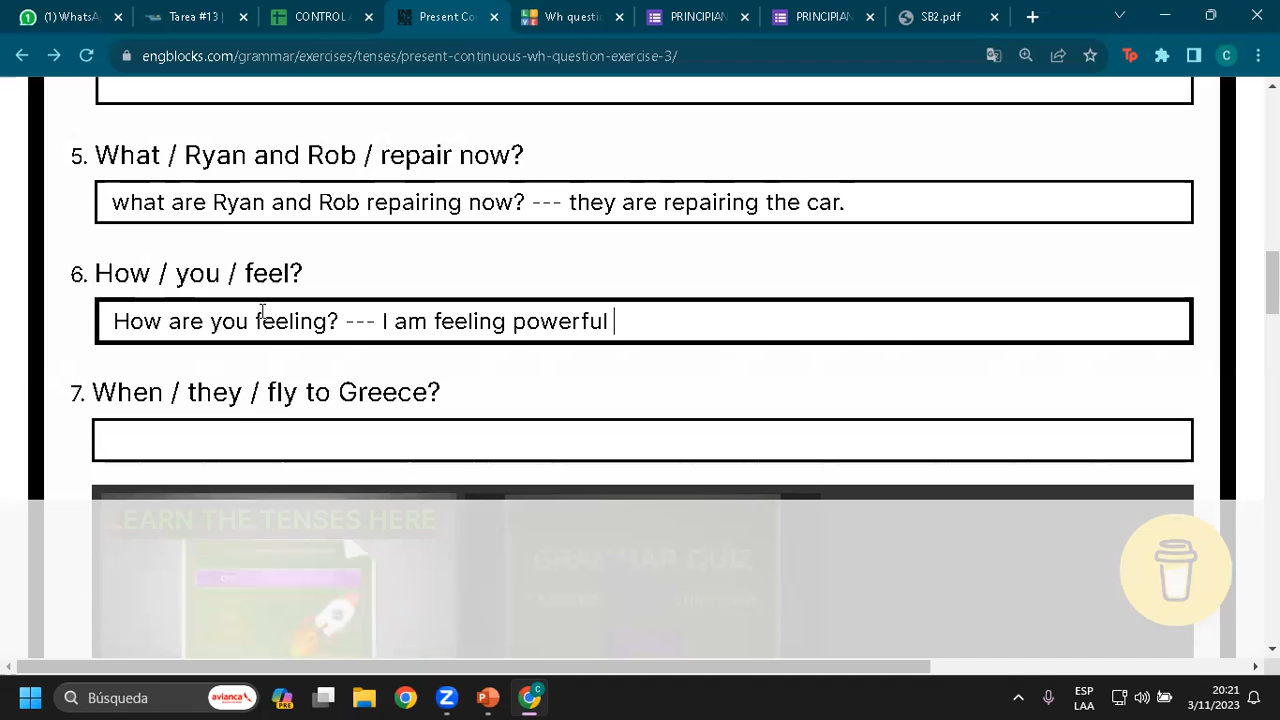 (1) WhatsA
Tarea #13 |
CONTROL A
Present Co
Wh questi
PRINCIPIAN
PRINCIPIAN
SB2.pdf
engblocks.com/grammar/exercises/tenses/present-continuous-wh-question-exercise-3/
C
5. What / Ryan and Rob / repair now?
what are Ryan and Rob repairing now? --- they are repairing the car.
6. How / you / feel?
How are you feeling? --- I am feeling powerful
7. When / they / fly to Greece?
EARN THE TENSES HERE
Búsqueda
avianca
PRE
ESP
LAA
20:21
3/11/2023